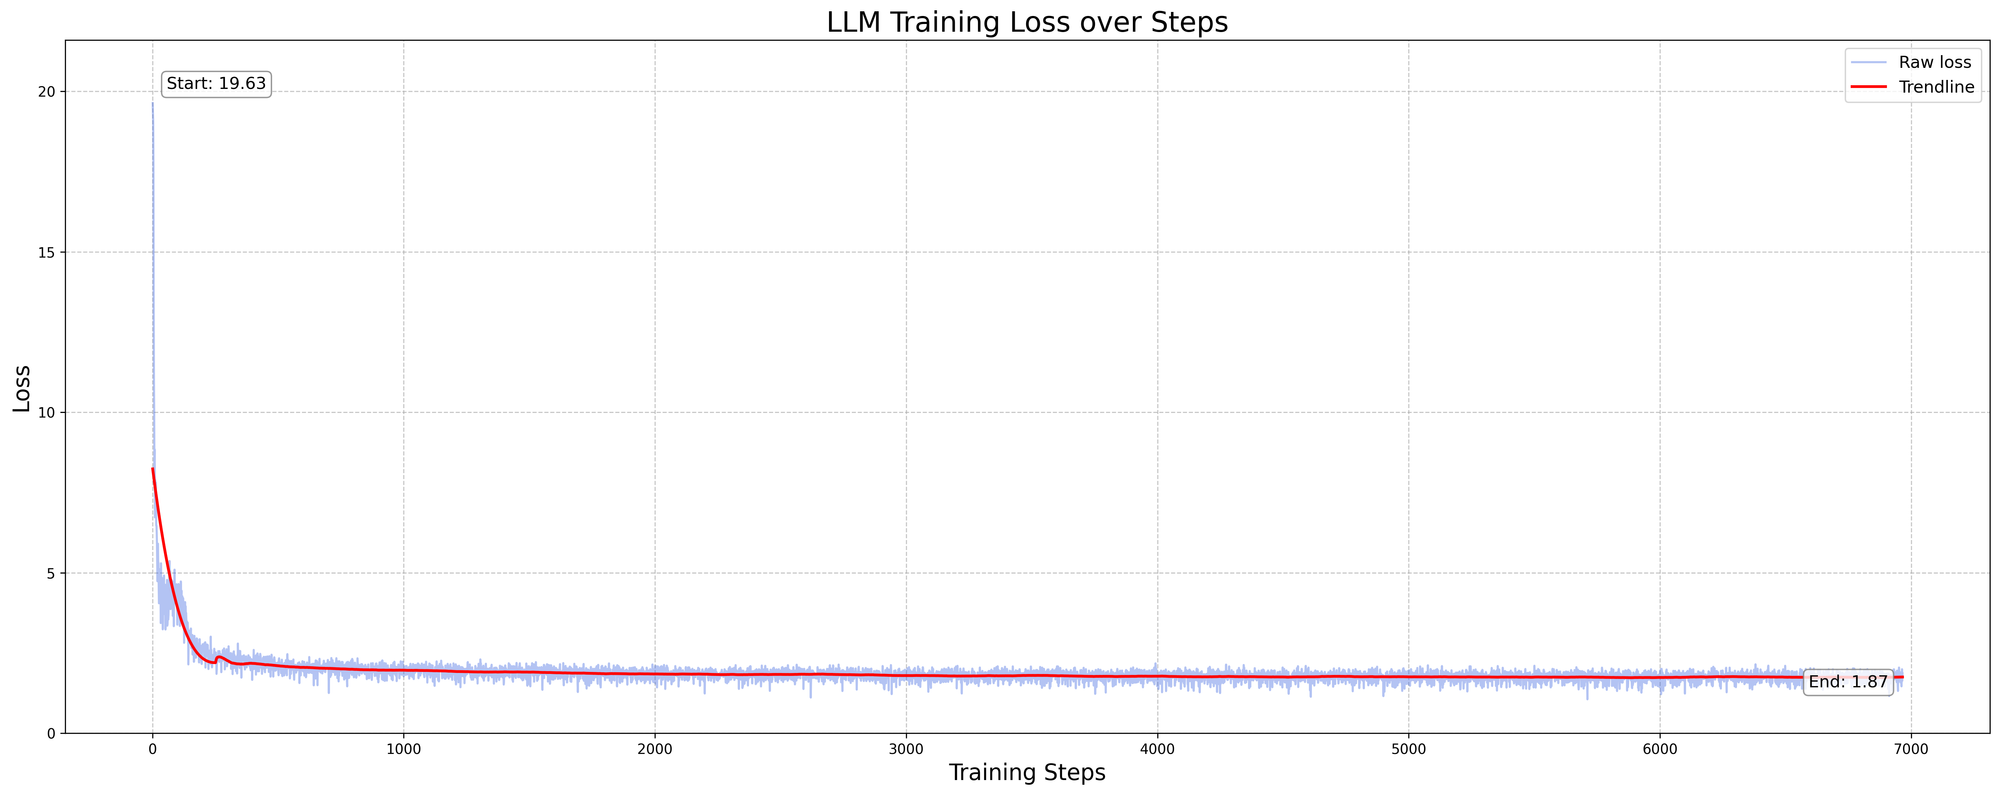 LLM Training Loss over Steps
Start: 19.63
Raw loss
Trendline
20
15
10
5
0
Loss
End: 1.87
0 1000 2000 3000 4000 5000 6000 7000
Training Steps